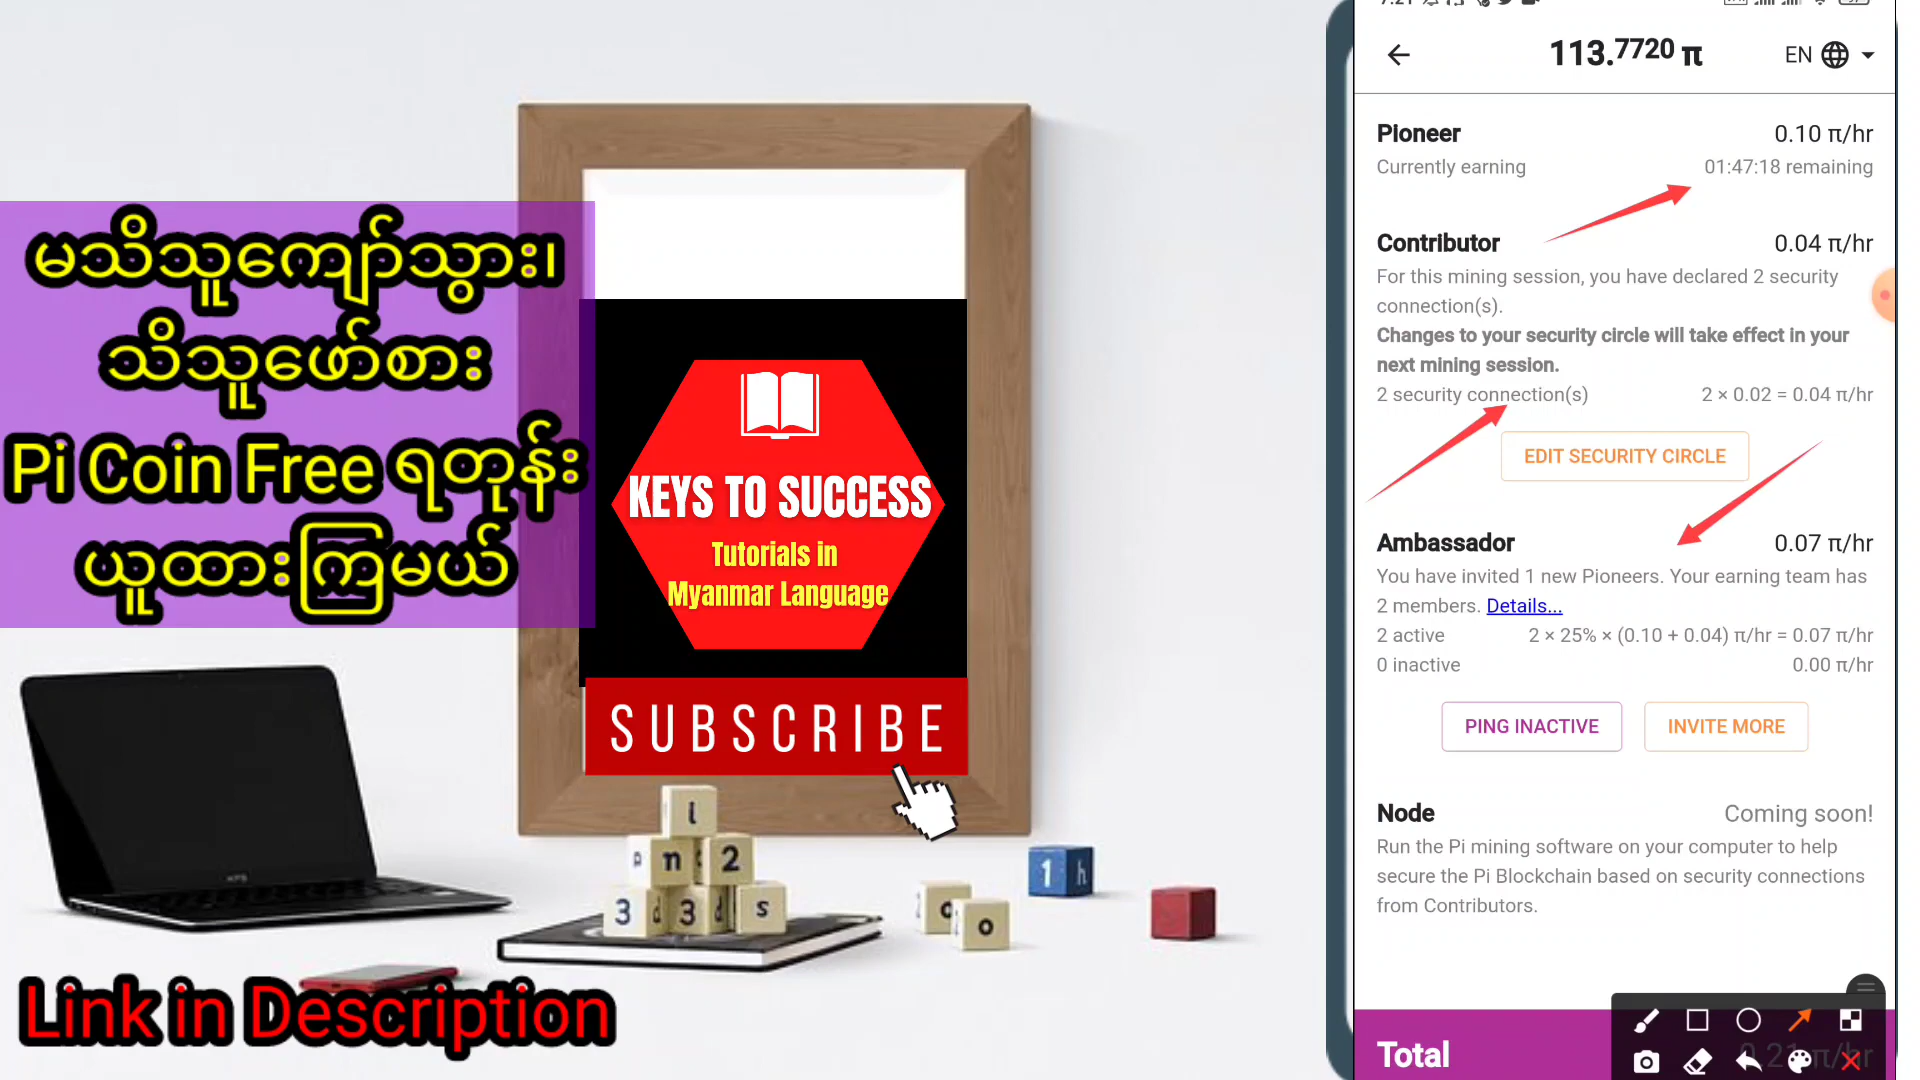 မသိသူကျော်သွား၊
သိသူဖော်စား
Pi Coin Free ရတုန်း
ယူထားကြမယ်
KEYS TO SUCCESS
Tutorials in
Myanmar Language
SUBSCRIBE
Link in Description
113.7720 π
EN
Pioneer 0.10 π/hr
Currently earning 01:47:18 remaining
Contributor 0.04 π/hr
For this mining session, you have declared 2 security
connection(s).
Changes to your security circle will take effect in your
next mining session.
2 security connection(s) 2 × 0.02 = 0.04 π/hr
EDIT SECURITY CIRCLE
Ambassador 0.07 π/hr
You have invited 1 new Pioneers. Your earning team has
2 members. Details...
2 active 2 × 25% × (0.10 + 0.04) π/hr = 0.07 π/hr
0 inactive 0.00 π/hr
PING INACTIVE INVITE MORE
Node Coming soon!
Run the Pi mining software on your computer to help
secure the Pi Blockchain based on security connections
from Contributors.
Total 0.21 π/hr